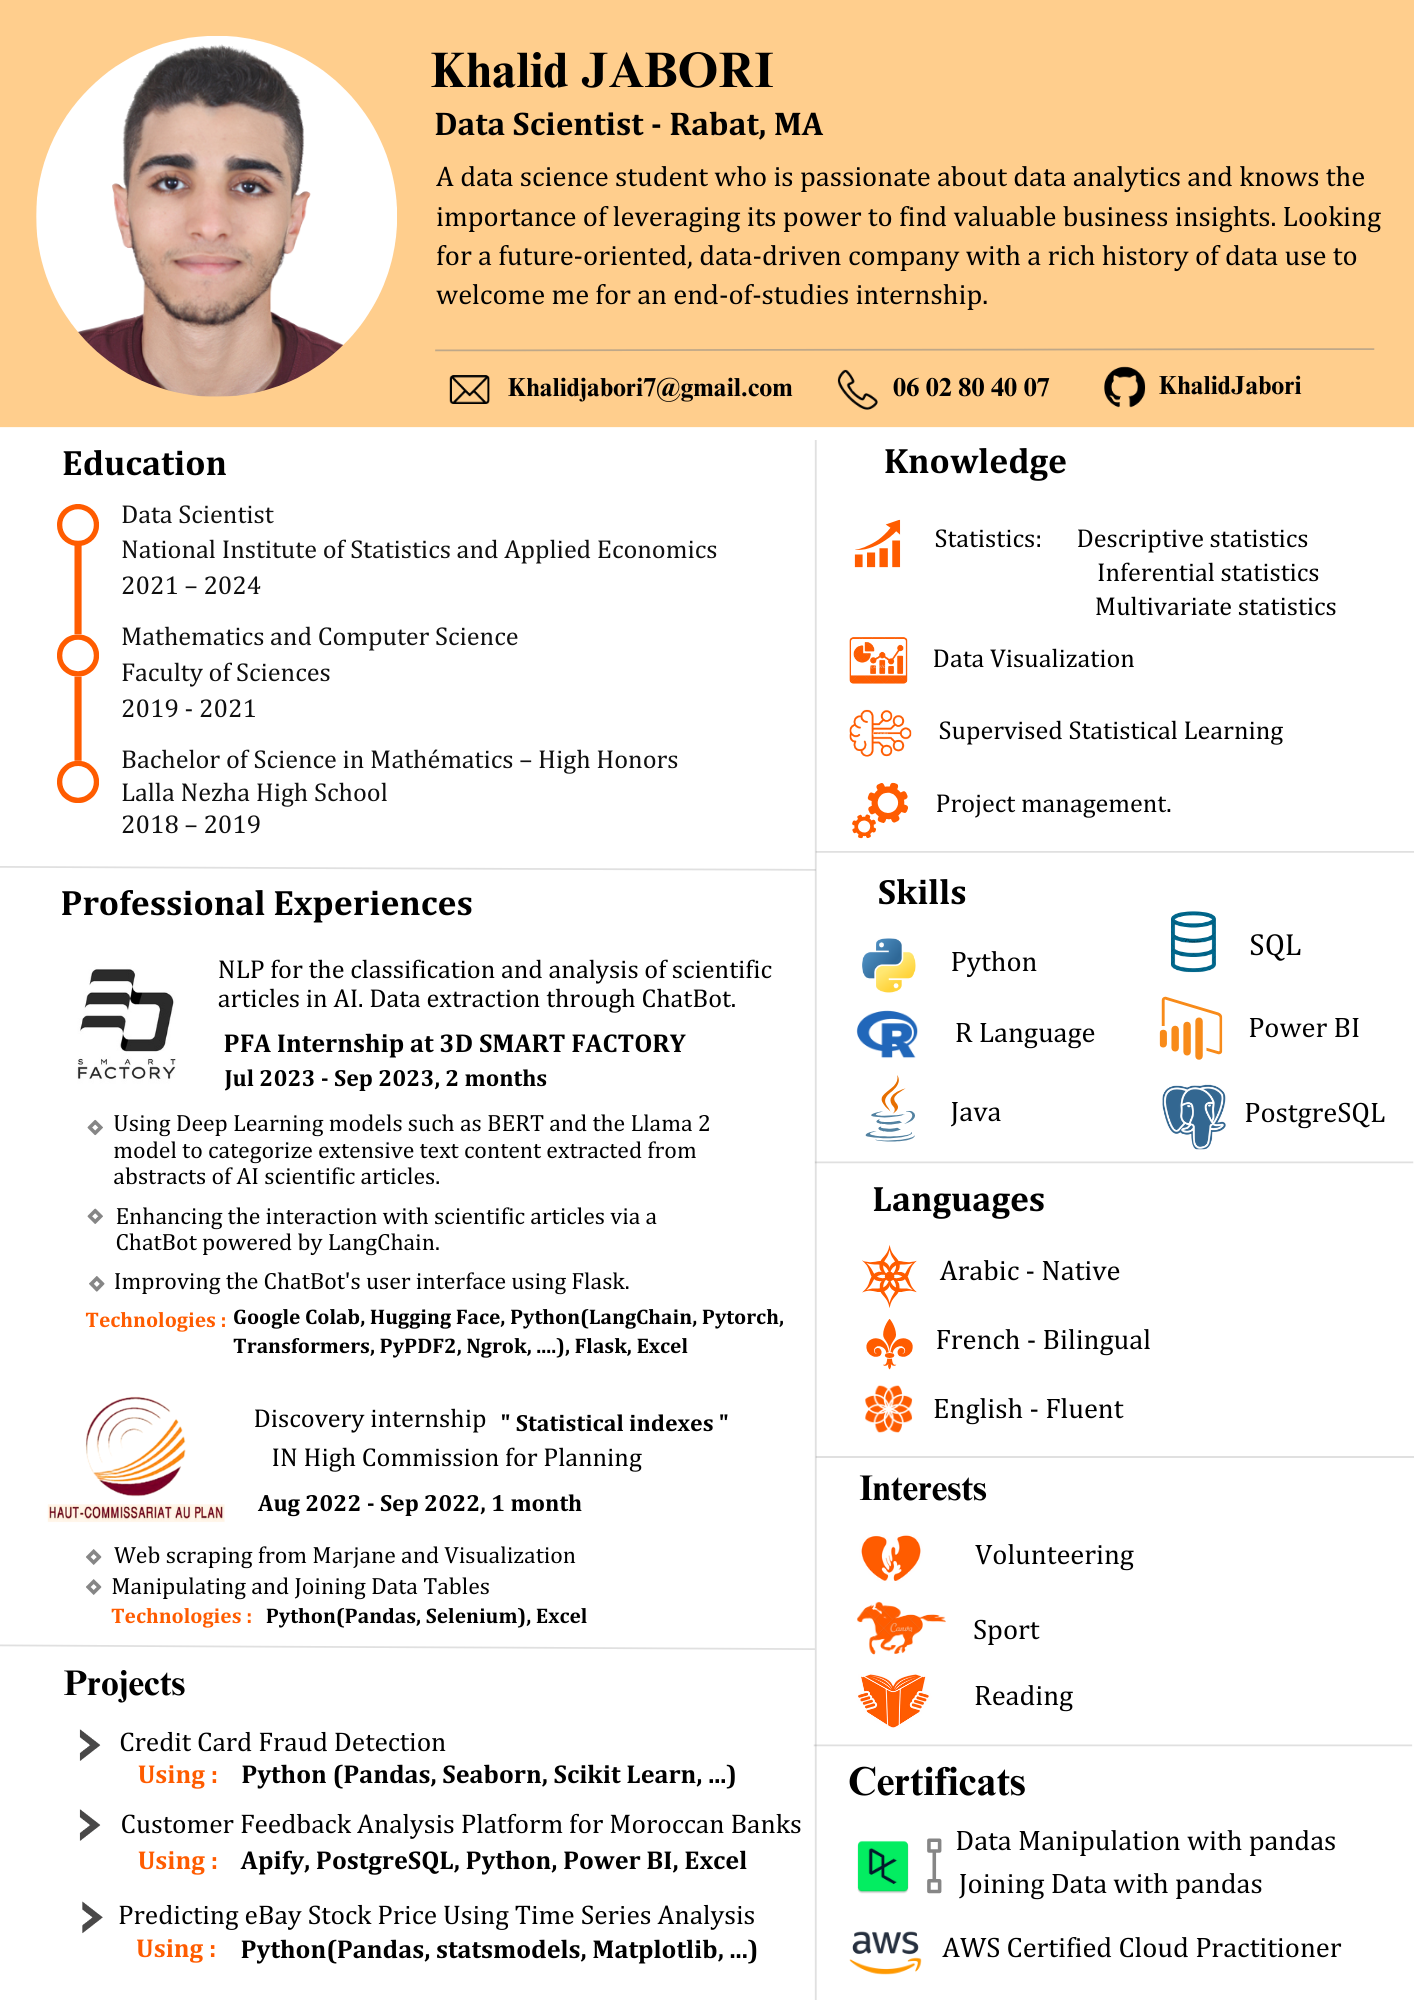 Khalid JABORI
Data Scientist - Rabat, MA
A data science student who is passionate about data analytics and knows the
importance of leveraging its power to find valuable business insights. Looking
for a future-oriented, data-driven company with a rich history of data use to
welcome me for an end-of-studies internship.
Khalidjabori7@gmail.com
06 02 80 40 07
KhalidJabori
Education
Data Scientist
National Institute of Statistics and Applied Economics
2021 – 2024
Mathematics and Computer Science
Faculty of Sciences
2019 - 2021
Bachelor of Science in Mathématics – High Honors
Lalla Nezha High School
2018 – 2019
Professional Experiences
SMART
FACTORY
NLP for the classification and analysis of scientific
articles in AI. Data extraction through ChatBot.
PFA Internship at 3D SMART FACTORY
Jul 2023 - Sep 2023, 2 months
Using Deep Learning models such as BERT and the Llama 2
model to categorize extensive text content extracted from
abstracts of AI scientific articles.
Enhancing the interaction with scientific articles via a
ChatBot powered by LangChain.
Improving the ChatBot's user interface using Flask.
Technologies : Google Colab, Hugging Face, Python(LangChain, Pytorch,
Transformers, PyPDF2, Ngrok, ....), Flask, Excel
HAUT-COMMISSARIAT AU PLAN
Discovery internship " Statistical indexes "
IN High Commission for Planning
Aug 2022 - Sep 2022, 1 month
Web scraping from Marjane and Visualization
Manipulating and Joining Data Tables
Technologies : Python(Pandas, Selenium), Excel
Projects
Credit Card Fraud Detection
Using : Python (Pandas, Seaborn, Scikit Learn, ...)
Customer Feedback Analysis Platform for Moroccan Banks
Using : Apify, PostgreSQL, Python, Power BI, Excel
Predicting eBay Stock Price Using Time Series Analysis
Using : Python(Pandas, statsmodels, Matplotlib, ...)
Knowledge
Statistics: Descriptive statistics
Inferential statistics
Multivariate statistics
Data Visualization
Supervised Statistical Learning
Project management.
Skills
Python
SQL
R Language
Power BI
Java
PostgreSQL
Languages
Arabic - Native
French - Bilingual
English - Fluent
Interests
Volunteering
Canva
Sport
Reading
Certificats
Data Manipulation with pandas
Joining Data with pandas
aws
AWS Certified Cloud Practitioner